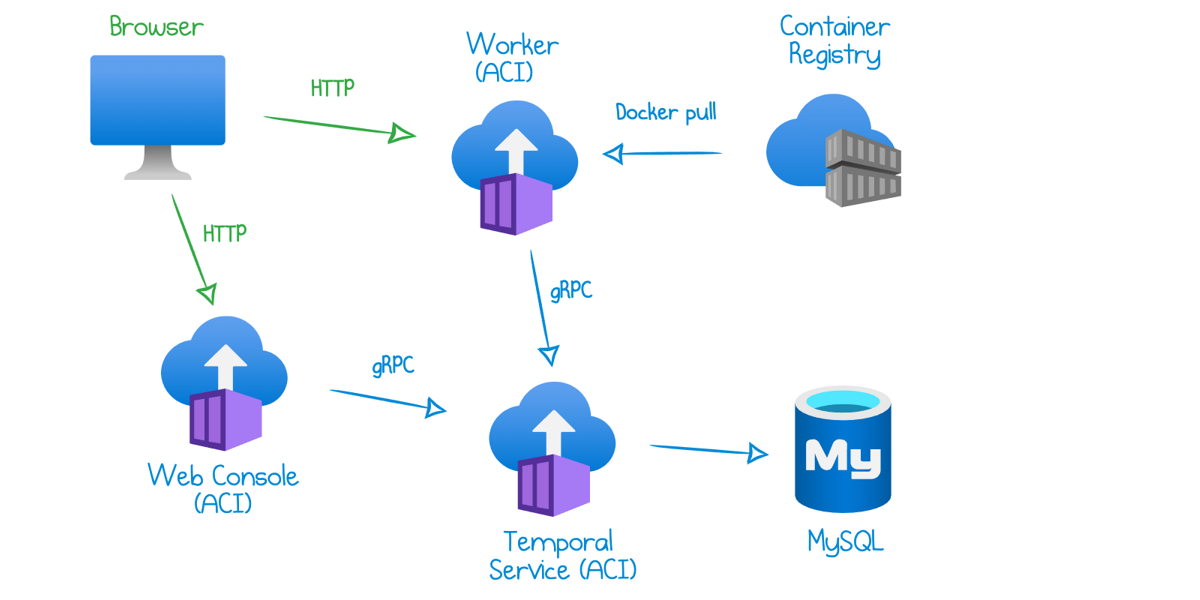 Browser
Worker
(ACI)
Container
Registry
HTTP
Docker pull
HTTP
gRPC
gRPC
Web Console
(ACI)
My
Temporal
Service (ACI)
MySQL